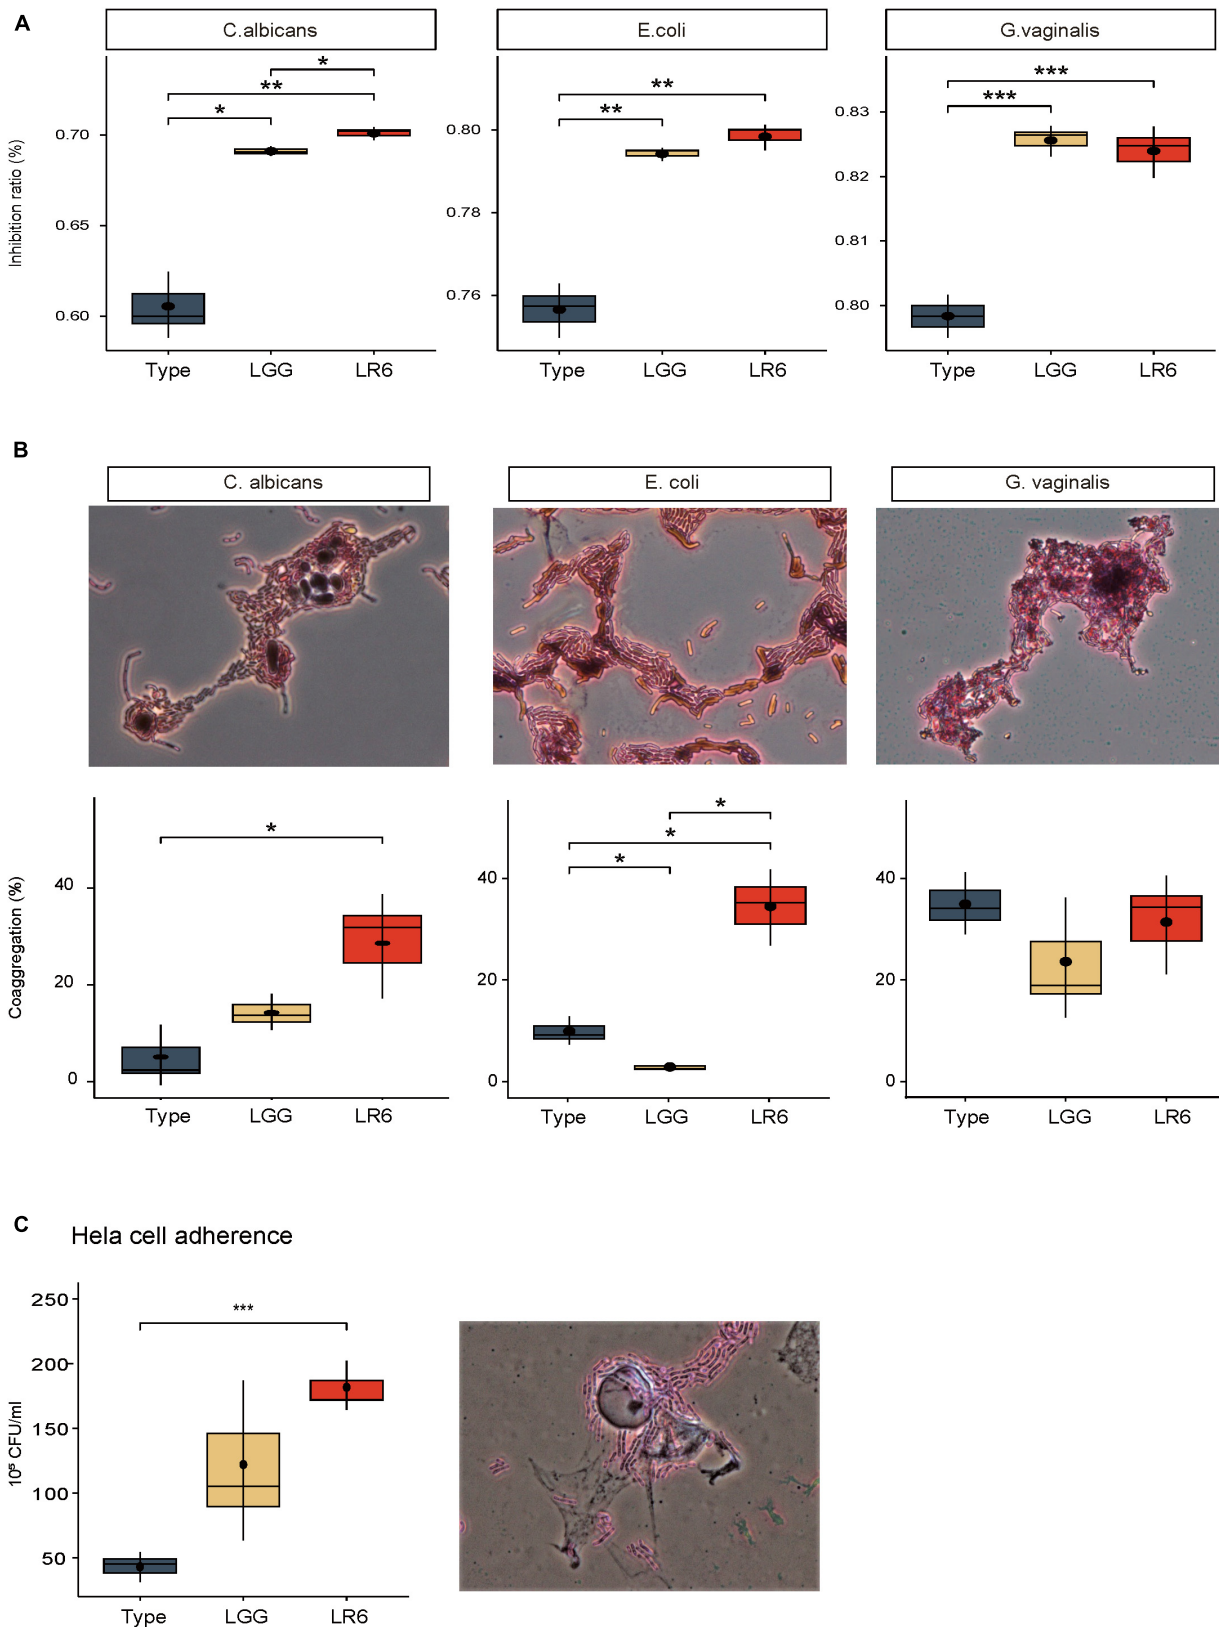 A
C.albicans
E.coli
G.vaginalis
Inhibition ratio (%)
0.70
0.65
0.60
*
**
*
Type LGG LR6
0.80
0.78
0.76
**
**
Type LGG LR6
0.83
0.82
0.81
0.80
***
***
Type LGG LR6
B
C. albicans
E. coli
G. vaginalis
Coaggregation (%)
40
20
0
*
Type LGG LR6
40
20
0
*
*
*
Type LGG LR6
40
20
0
Type LGG LR6
C
Hela cell adherence
10⁵ CFU/ml
250
200
150
100
50
***
Type LGG LR6